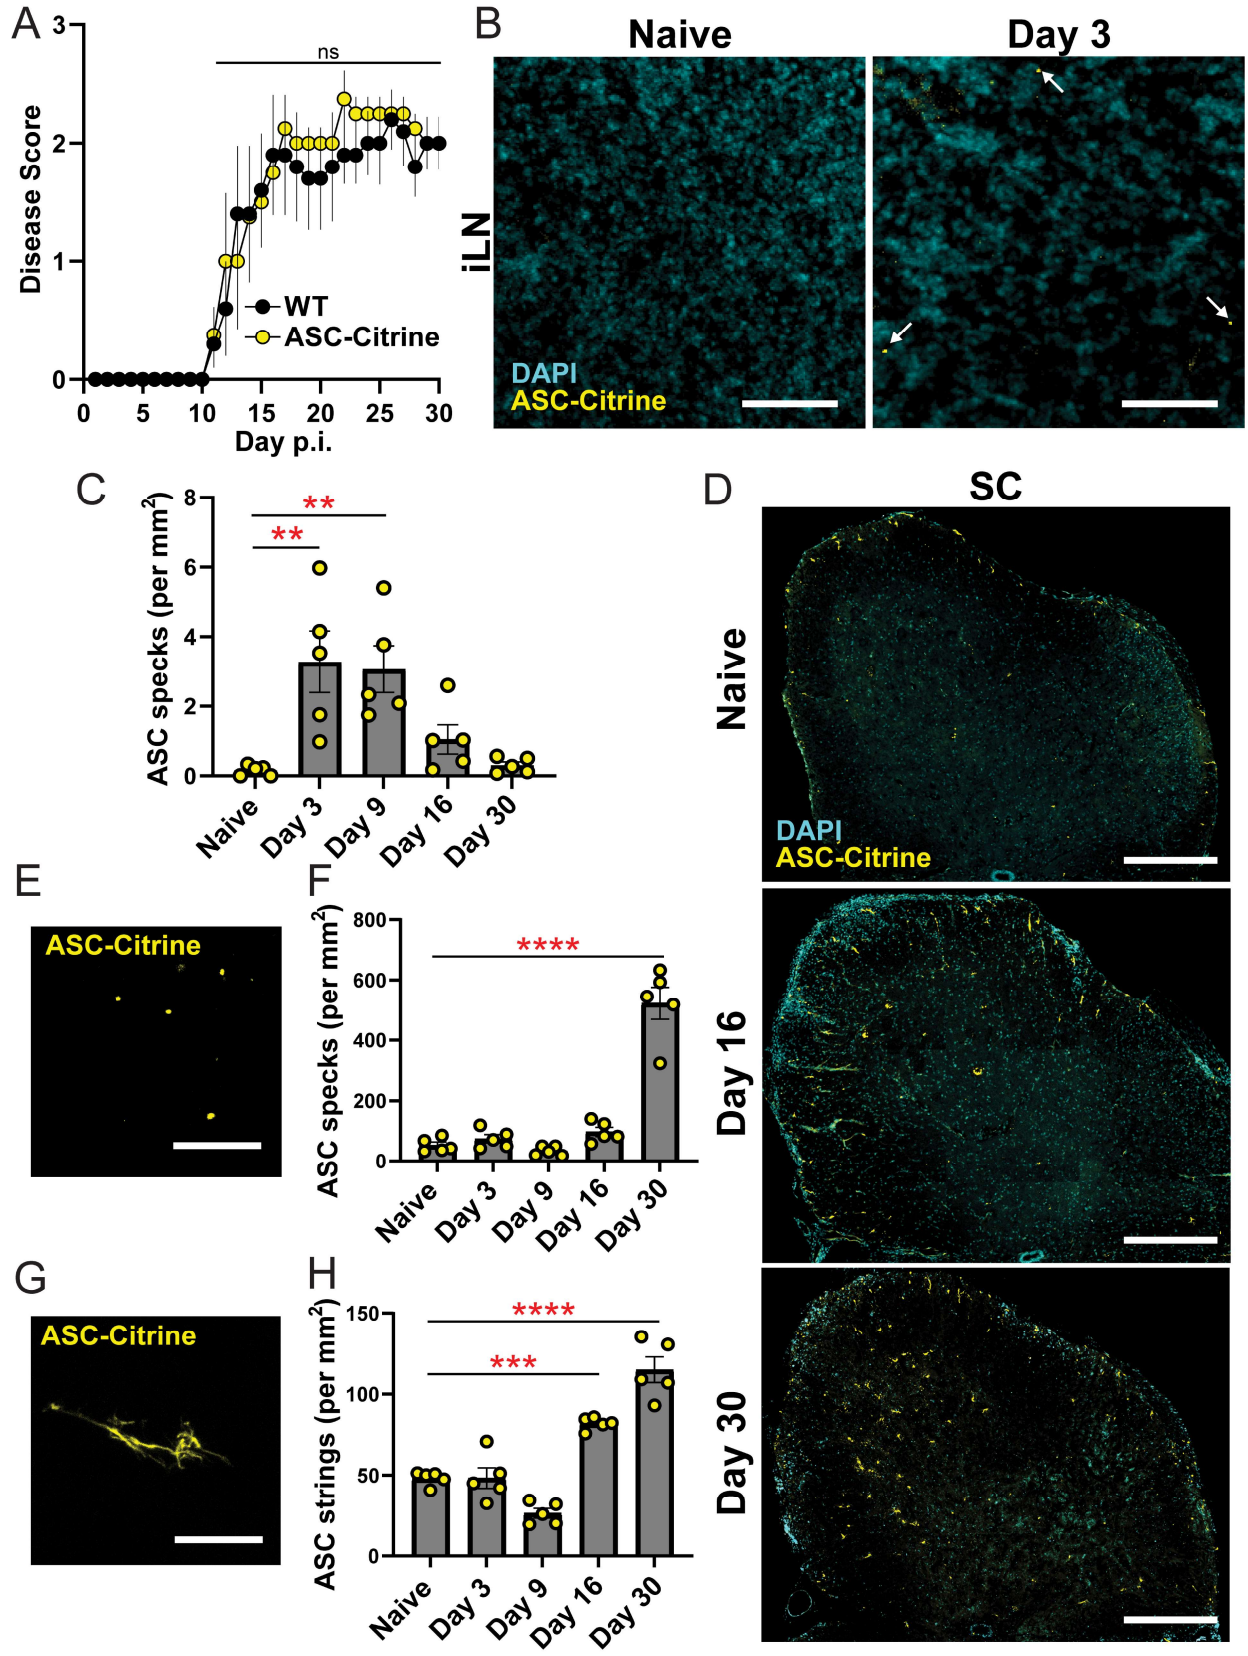 A
3
2
1
0
Disease Score
ns
WT
ASC-Citrine
0 5 10 15 20 25 30
Day p.i.
B
Naive
Day 3
iLN
DAPI
ASC-Citrine
C
8
6
4
2
0
ASC specks (per mm²)
**
**
Naive
Day 3
Day 9
Day 16
Day 30
D
SC
Naive
DAPI
ASC-Citrine
Day 16
Day 30
E
ASC-Citrine
F
800
600
400
200
0
ASC specks (per mm²)
****
Naive
Day 3
Day 9
Day 16
Day 30
G
ASC-Citrine
H
150
100
50
0
ASC strings (per mm²)
****
***
Naive
Day 3
Day 9
Day 16
Day 30